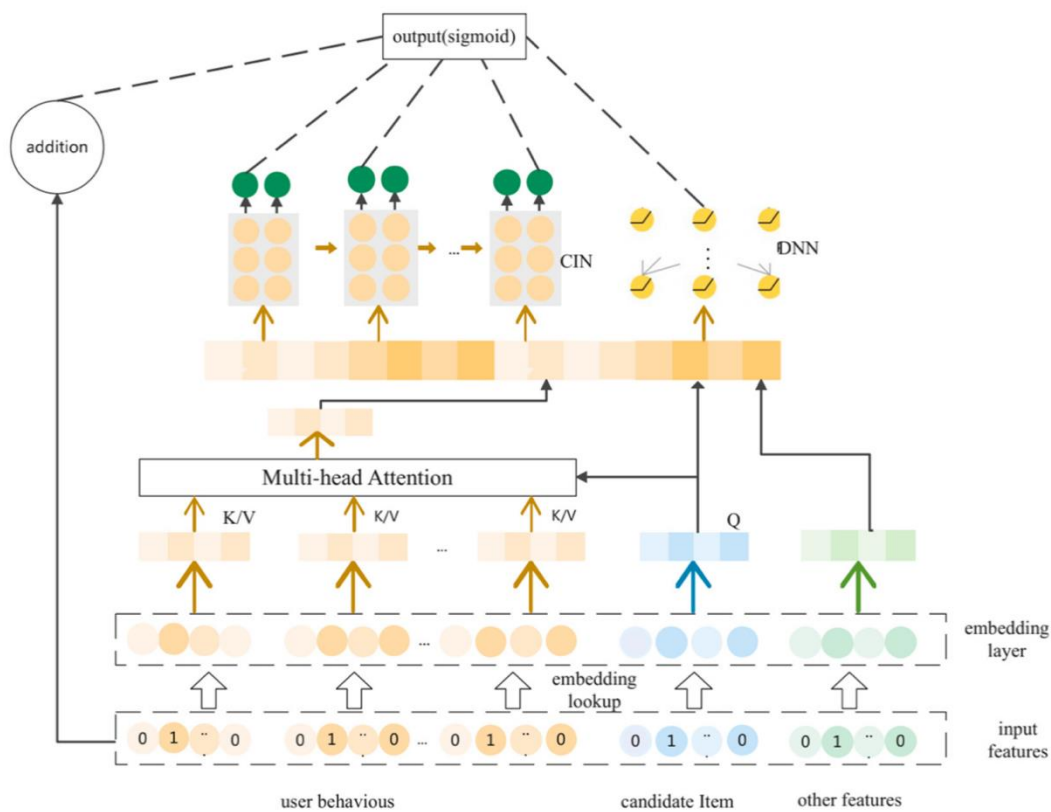 output(sigmoid)
addition
CIN
DNN
Multi-head Attention
K/V
K/V
K/V
Q
...
...
embedding
layer
...
embedding
lookup
0 1 .. 0 0 1 .. 0 ... 0 1 .. 0 0 1 .. 0 0 1 .. 0
input
features
user behavious
candidate Item
other features